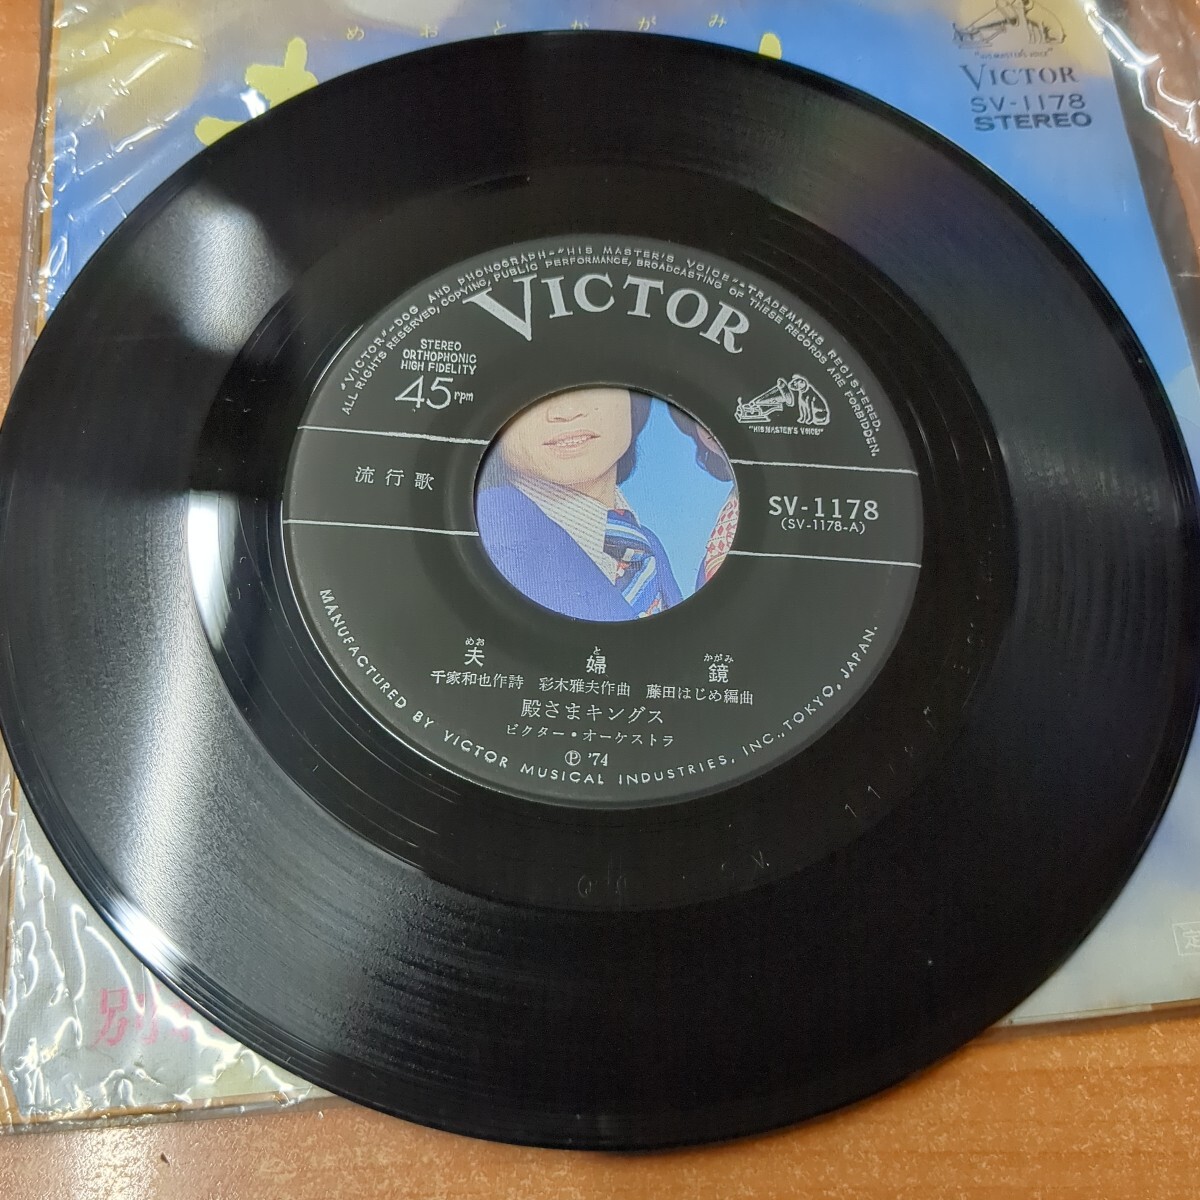 めおとかがみ
"HIS MASTER'S VOICE"
VICTOR
SV-1178
STEREO
"VICTOR"-DOG AND PHONOGRAPH-"HIS MASTER'S VOICE"-TRADEMARKS REGISTERED.
ALL RIGHTS RESERVED, COPYING, PUBLIC PERFORMANCE, BROADCASTING OF THESE RECORDS ARE FORBIDDEN.
VICTOR
STEREO
ORTHOPHONIC
HIGH FIDELITY
45rpm
"HIS MASTER'S VOICE"
流行歌
SV-1178
(SV-1178-A)
めお と かがみ
夫婦鏡
千家和也作詩 彩木雅夫作曲 藤田はじめ編曲
殿さまキングス
ビクター・オーケストラ
Ⓟ '74
MANUFACTURED BY VICTOR MUSICAL INDUSTRIES, INC., TOKYO, JAPAN.